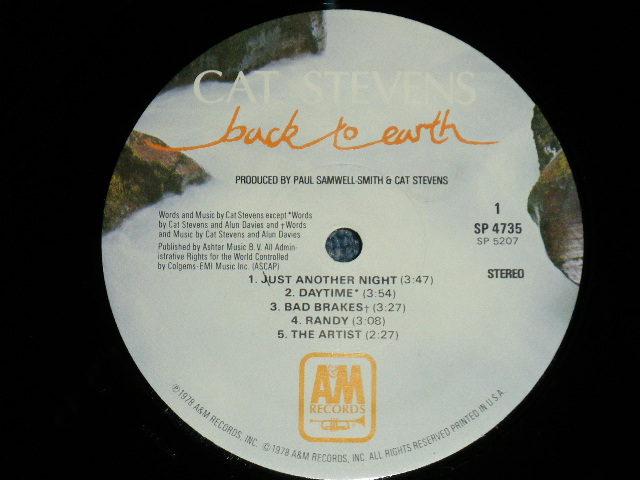 CAT STEVENS
back to earth
PRODUCED BY PAUL SAMWELL-SMITH & CAT STEVENS
Words and Music by Cat Stevens except *Words
by Cat Stevens and Alun Davies and †Words
and Music by Cat Stevens and Alun Davies
Published by Ashtar Music B.V. All Admin-
istrative Rights for the World Controlled
by Colgems-EMI Music Inc. (ASCAP)
1
SP 4735
SP 5207
STEREO
1. JUST ANOTHER NIGHT (3:47)
2. DAYTIME* (3:54)
3. BAD BRAKES† (3:27)
4. RANDY (3:08)
5. THE ARTIST (2:27)
A&M
RECORDS
℗1978 A&M RECORDS, INC. ©1978 A&M RECORDS, INC. ALL RIGHTS RESERVED PRINTED IN U.S.A.